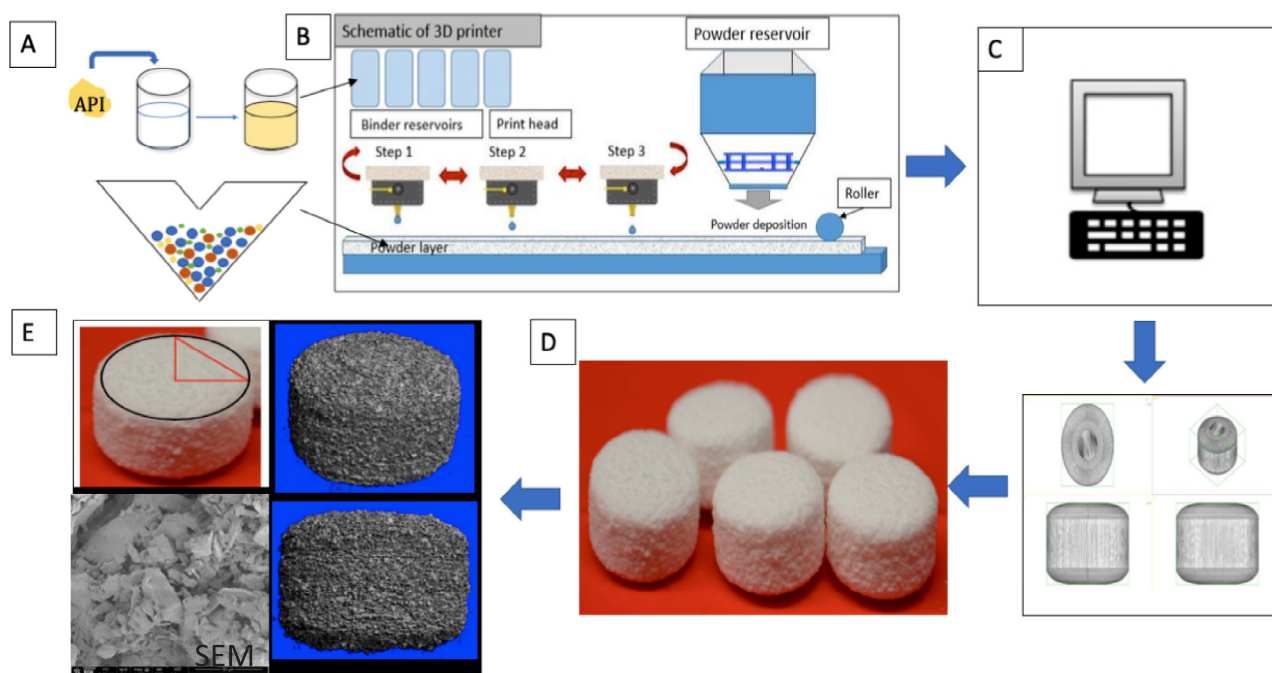 A
API
B
Schematic of 3D printer
Powder reservoir
Binder reservoirs
Print head
Step 1
Step 2
Step 3
Roller
Powder deposition
Powder layer
C
D
E
SEM